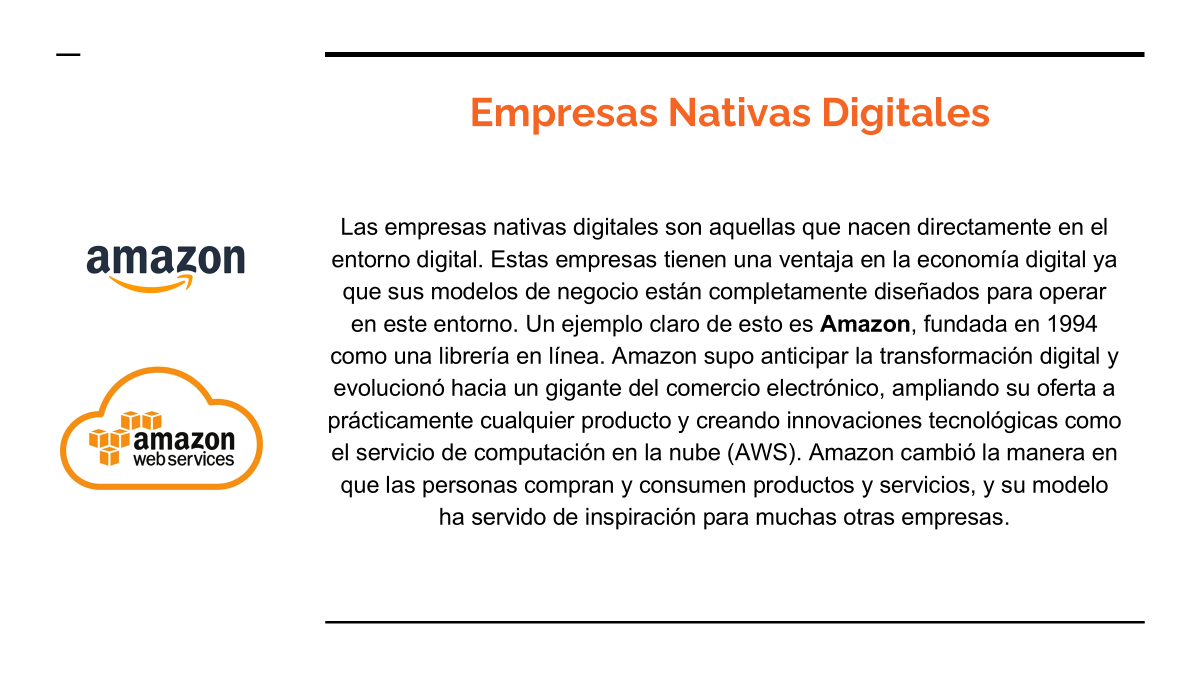 Empresas Nativas Digitales
amazon
amazon
web services
Las empresas nativas digitales son aquellas que nacen directamente en el
entorno digital. Estas empresas tienen una ventaja en la economía digital ya
que sus modelos de negocio están completamente diseñados para operar
en este entorno. Un ejemplo claro de esto es Amazon, fundada en 1994
como una librería en línea. Amazon supo anticipar la transformación digital y
evolucionó hacia un gigante del comercio electrónico, ampliando su oferta a
prácticamente cualquier producto y creando innovaciones tecnológicas como
el servicio de computación en la nube (AWS). Amazon cambió la manera en
que las personas compran y consumen productos y servicios, y su modelo
ha servido de inspiración para muchas otras empresas.